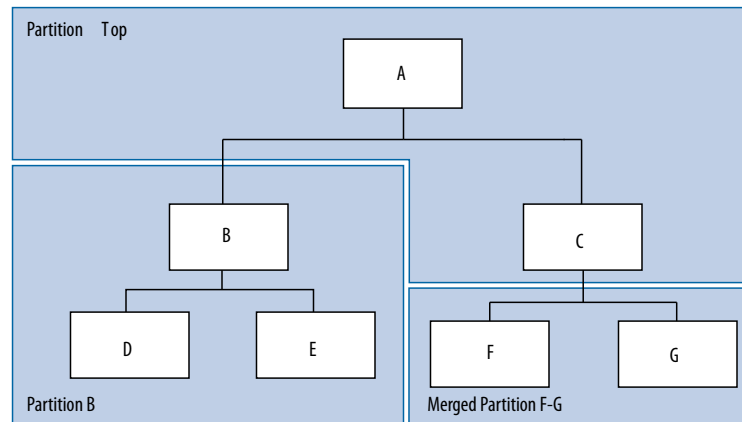 Partition Top
A
B
C
D
E
F
G
Partition B
Merged Partition F-G